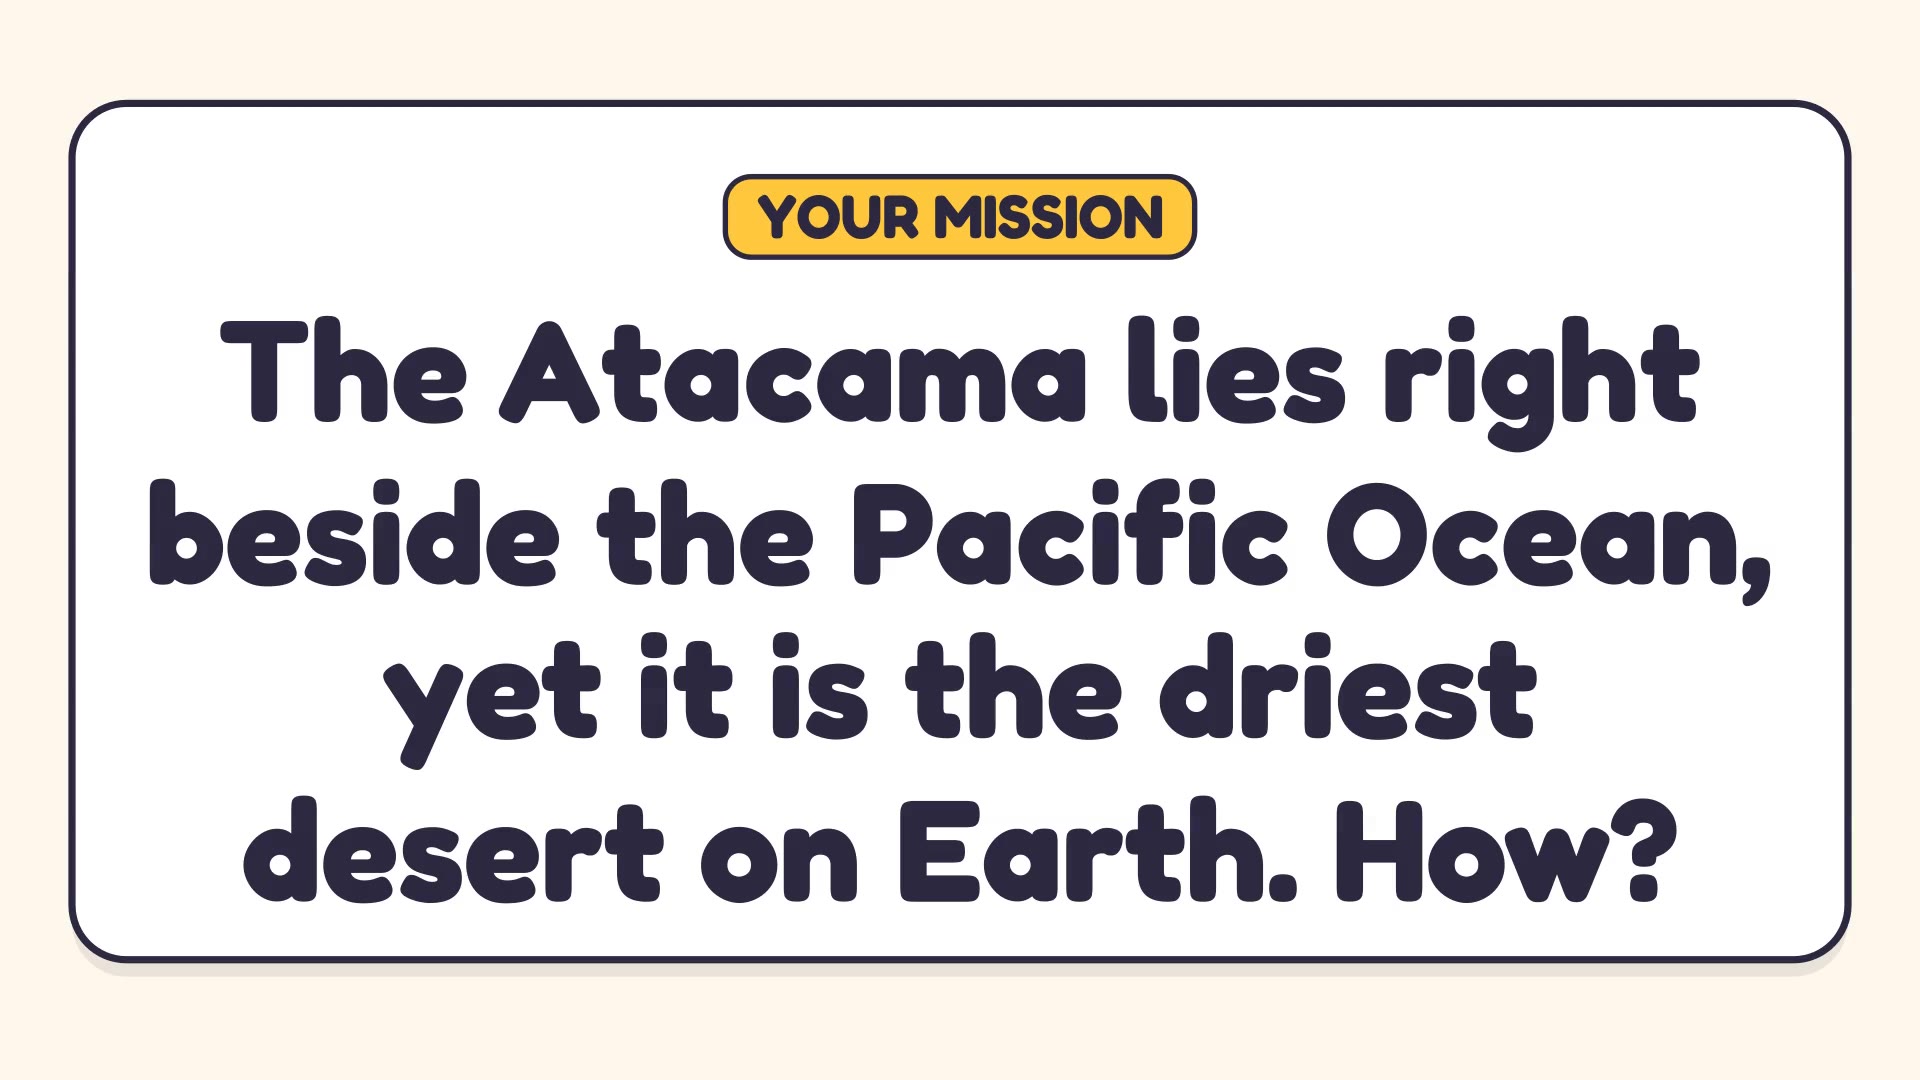 YOUR MISSION
The Atacama lies right
beside the Pacific Ocean,
yet it is the driest
desert on Earth. How?